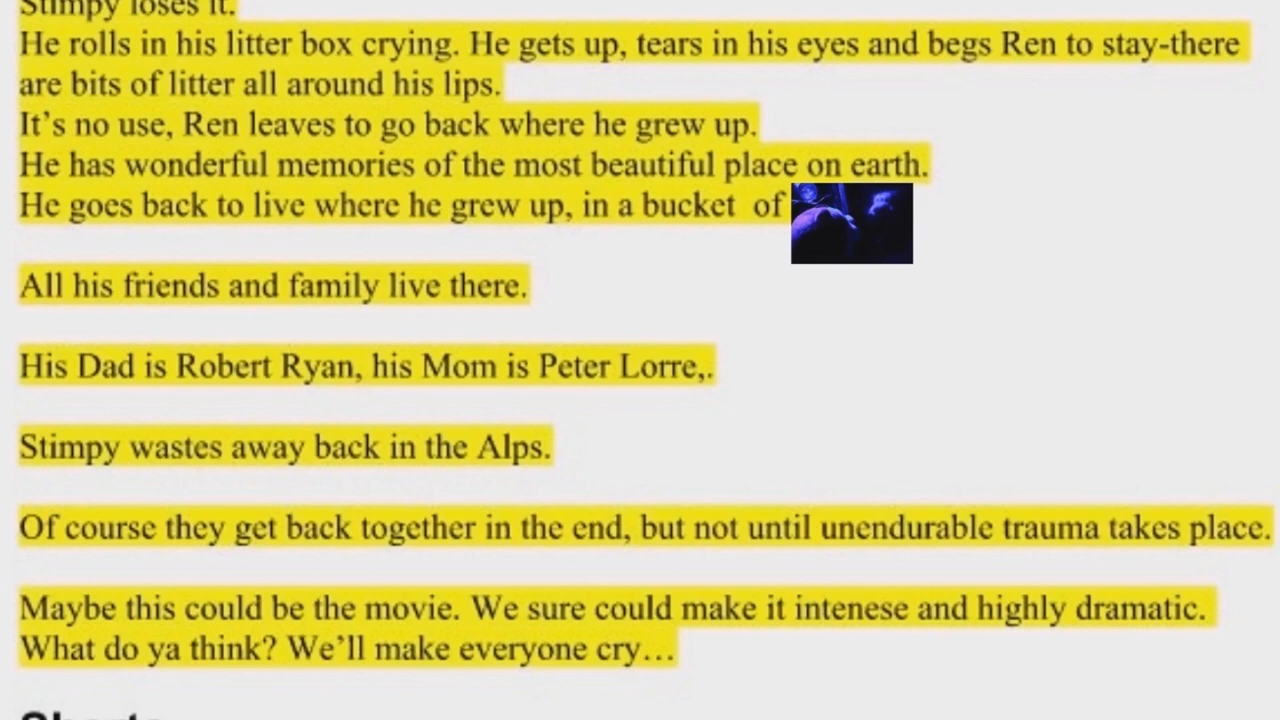 Stimpy loses it.
He rolls in his litter box crying. He gets up, tears in his eyes and begs Ren to stay-there
are bits of litter all around his lips.
It’s no use, Ren leaves to go back where he grew up.
He has wonderful memories of the most beautiful place on earth.
He goes back to live where he grew up, in a bucket  of
All his friends and family live there.
His Dad is Robert Ryan, his Mom is Peter Lorre,.
Stimpy wastes away back in the Alps.
Of course they get back together in the end, but not until unendurable trauma takes place.
Maybe this could be the movie. We sure could make it intenese and highly dramatic.
What do ya think? We’ll make everyone cry…